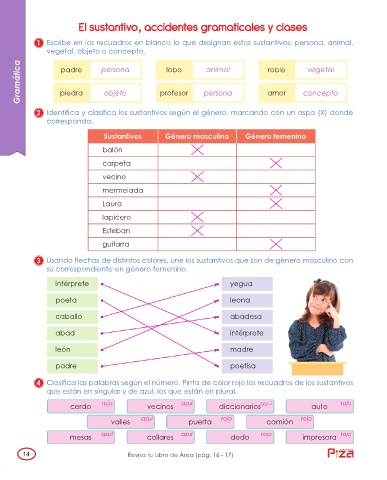 El sustantivo, accidentes gramaticales y clases
Gramática
1 Escribe en los recuadros en blanco lo que designan estos sustantivos: persona, animal,
vegetal, objeto o concepto.
padre persona lobo animal roble vegetal
piedra objeto profesor persona amor concepto
2 Identifica y clasifica los sustantivos según el género, marcando con un aspa (X) donde
corresponda.
Sustantivos Género masculino Género femenino
balón X
carpeta X
vecino X
mermelada X
Laura X
lapicero X
Esteban X
guitarra X
3 Usando flechas de distintos colores, une los sustantivos que son de género masculino con
su correspondiente en género femenino.
intérprete yegua
poeta leona
caballo abadesa
abad intérprete
león madre
padre poetisa
4 Clasifica las palabras según el número. Pinta de color rojo los recuadros de los sustantivos
que están en singular y de azul, los que están en plural.
cerdo rojo vecinos azul diccionarios azul auto rojo
valles azul puerta rojo camión rojo
mesas azul collares azul dedo rojo impresora rojo
14 Revisa tu Libro de Área (pág. 16 - 17)